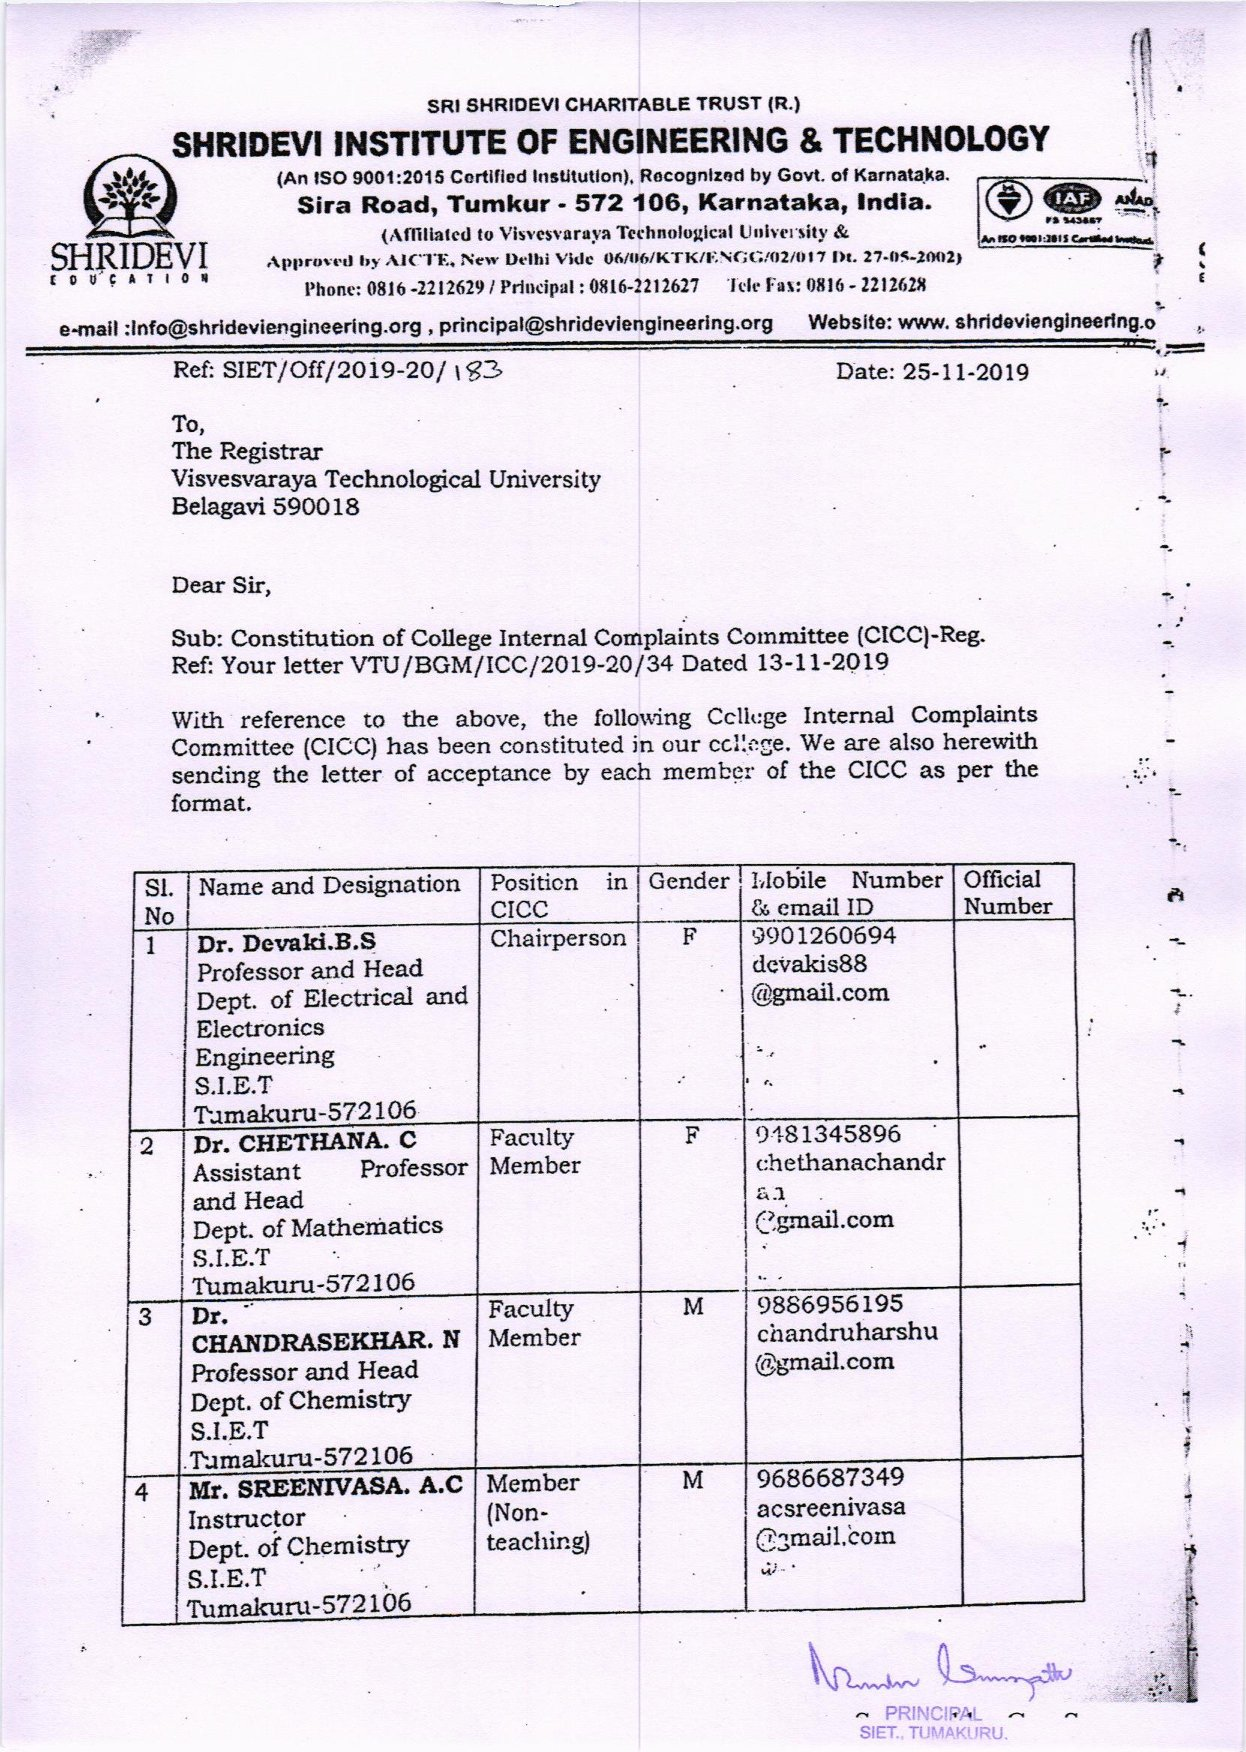 SRI SHRIDEVI CHARITABLE TRUST (R.)
SHRIDEVI INSTITUTE OF ENGINEERING & TECHNOLOGY
(An ISO 9001:2015 Certified Institution), Recognized by Govt. of Karnataka.
Sira Road, Tumkur - 572 106, Karnataka, India.
(Affiliated to Visvesvaraya Technological University &
Approved by AICTE, New Delhi Vide 06/06/KTK/ENGG/02/017 Dt. 27-05-2002)
Phone: 0816 -2212629 / Principal : 0816-2212627 Tele Fax: 0816 - 2212628
SHRIDEVI
EDUCATION
IAF
ANAB
An ISO 9001:2015 Certified
e-mail :Info@shrideviengineering.org , principal@shrideviengineering.org Website: www. shrideviengineering.o
Ref: SIET/Off/2019-20/183 Date: 25-11-2019
To,
The Registrar
Visvesvaraya Technological University
Belagavi 590018
Dear Sir,
Sub: Constitution of College Internal Complaints Committee (CICC)-Reg.
Ref: Your letter VTU/BGM/ICC/2019-20/34 Dated 13-11-2019
With reference to the above, the following College Internal Complaints
Committee (CICC) has been constituted in our college. We are also herewith
sending the letter of acceptance by each member of the CICC as per the
format.
Sl. No
Name and Designation
Position in CICC
Gender
Mobile Number & email ID
Official Number
1
Dr. Devaki.B.S
Professor and Head
Dept. of Electrical and
Electronics
Engineering
S.I.E.T
Tumakuru-572106
Chairperson
F
9901260694
devakis88
@gmail.com
2
Dr. CHETHANA. C
Assistant Professor
and Head
Dept. of Mathematics
S.I.E.T
Tumakuru-572106
Faculty
Member
F
9481345896
chethanachandr
@gmail.com
3
Dr.
CHANDRASEKHAR. N
Professor and Head
Dept. of Chemistry
S.I.E.T
Tumakuru-572106
Faculty
Member
M
9886956195
chandruharshu
@gmail.com
4
Mr. SREENIVASA. A.C
Instructor
Dept. of Chemistry
S.I.E.T
Tumakuru-572106
Member
(Non-
teaching)
M
9686687349
acsreenivasa
@gmail.com
PRINCIPAL
SIET., TUMAKURU.